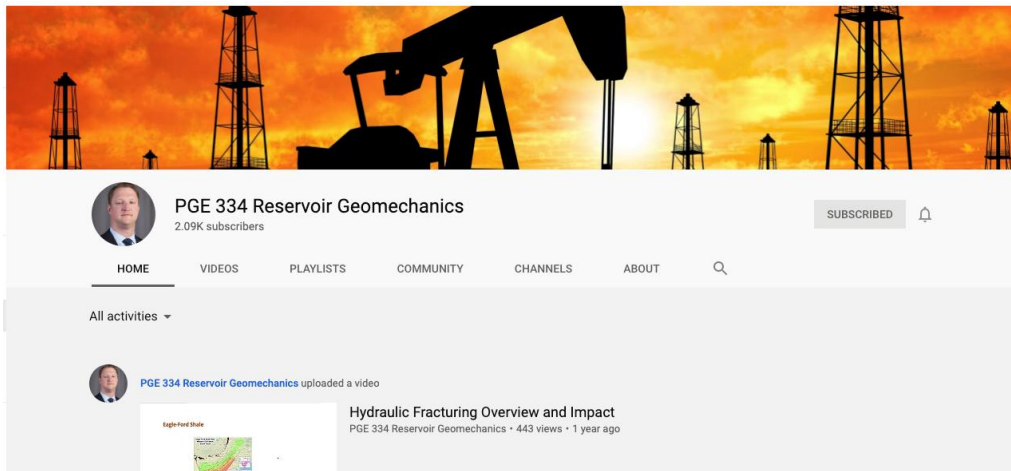 PGE 334 Reservoir Geomechanics
2.09K subscribers
SUBSCRIBED
HOME VIDEOS PLAYLISTS COMMUNITY CHANNELS ABOUT
All activities
PGE 334 Reservoir Geomechanics uploaded a video
Hydraulic Fracturing Overview and Impact
PGE 334 Reservoir Geomechanics • 443 views • 1 year ago
Eagle-Ford Shale